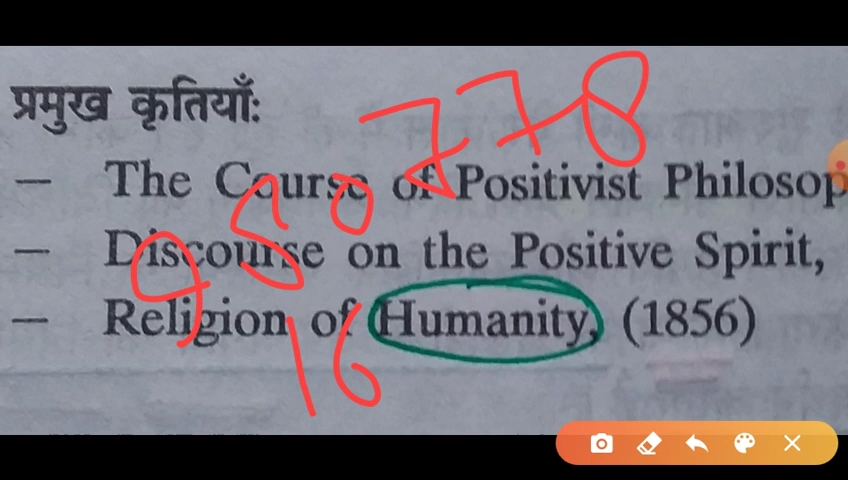 प्रमुख कृतियाँ:
— The Course of Positivist Philosop
— Discourse on the Positive Spirit,
— Religion of Humanity, (1856)
950778
16